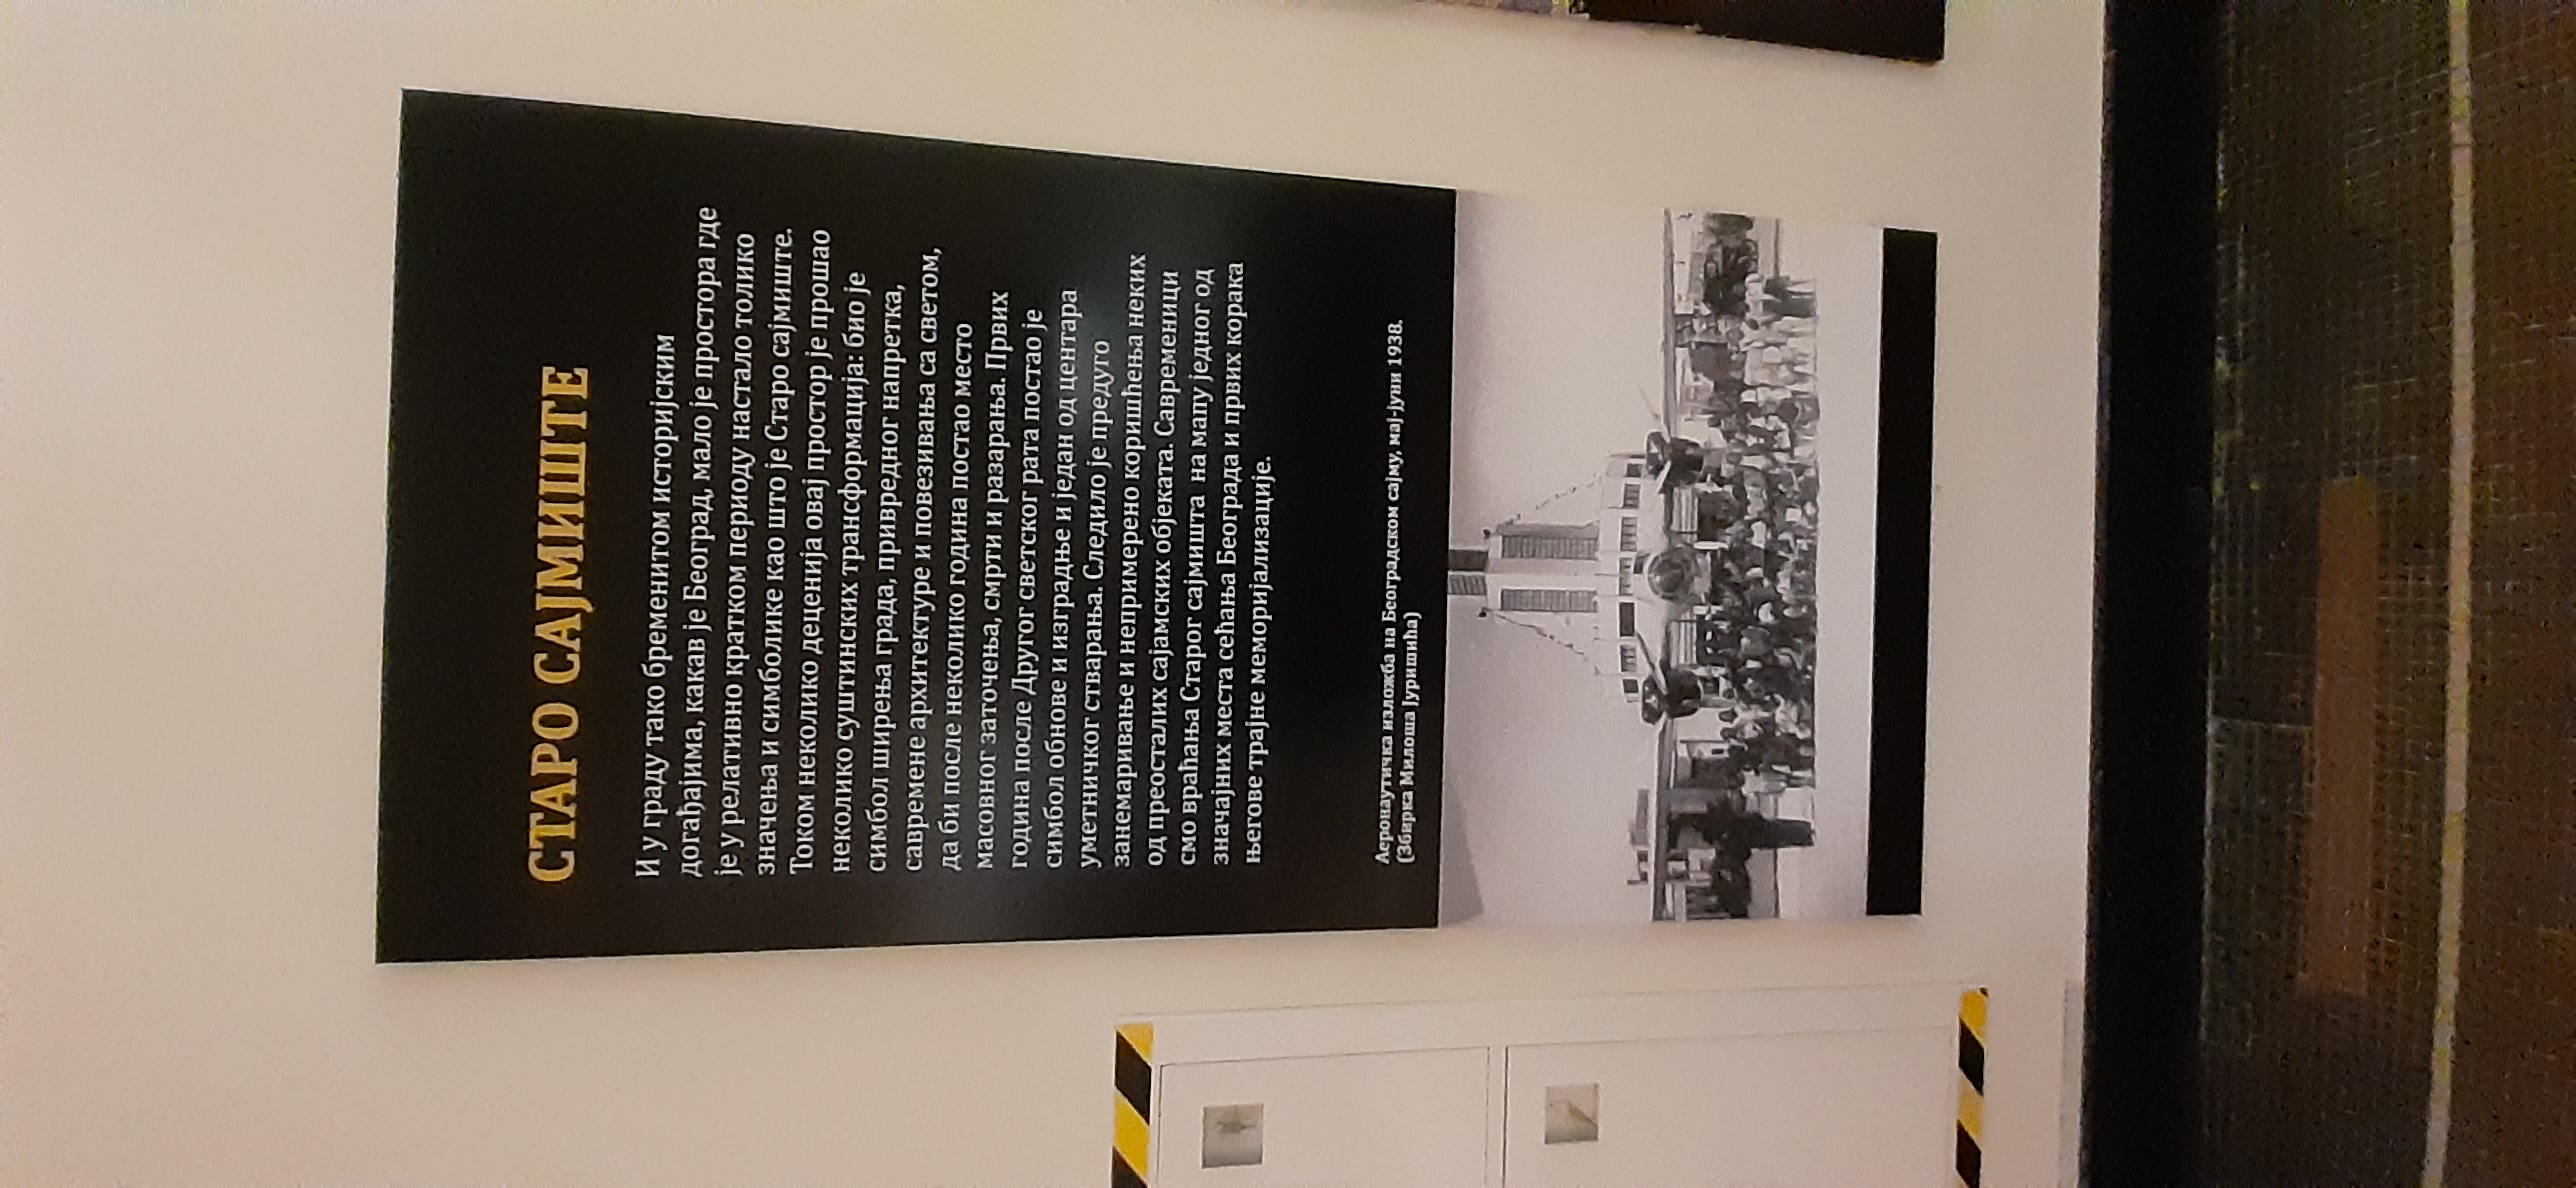 СТАРО САЈМИШТЕ
И у граду тако бременитом историјским
догађајима, какав је Београд, мало је простора где
је у релативно кратком периоду настало толико
значења и симболике као што је Старо сајмиште.
Током неколико деценија овај простор је прошао
неколико суштинских трансформација: био је
симбол ширења града, привредног напретка,
савремене архитектуре и повезивања са светом,
да би после неколико година постао место
масовног заточења, смрти и разарања. Првих
година после Другог светског рата постао је
симбол обнове и изградње и један од центара
уметничког стварања. Следило је предуго
занемаривање и непримерено коришћења неких
од преосталих сајамских објеката. Савременици
смо враћања Старог сајмишта на мапу једног од
значајних места сећања Београда и првих корака
његове трајне меморијализације.
Аеронаутичка изложба на Београдском сајму, мај-јуни 1938.
(Збирка Милоша Јуришића)